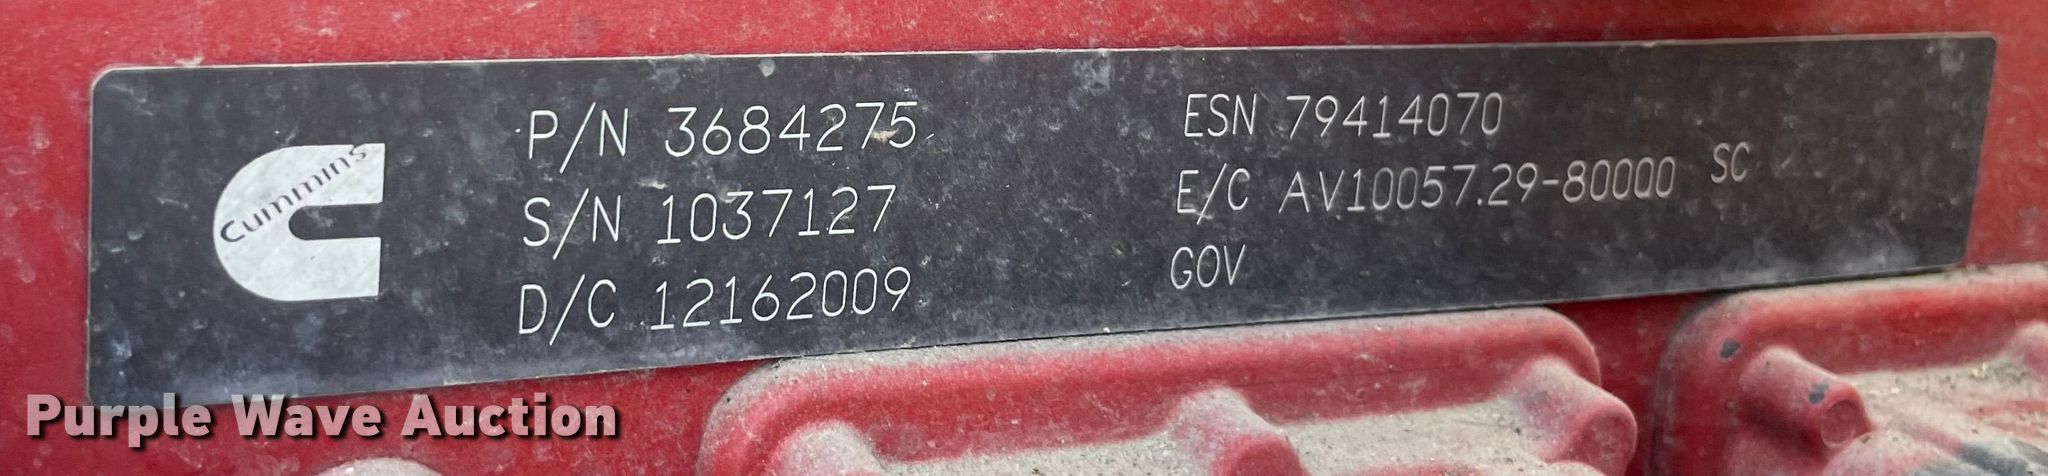 Cummins
P/N 3684275
S/N 1037127
D/C 12162009
ESN 79414070
E/C AV10057.29-80000 SC
GOV
Purple Wave Auction